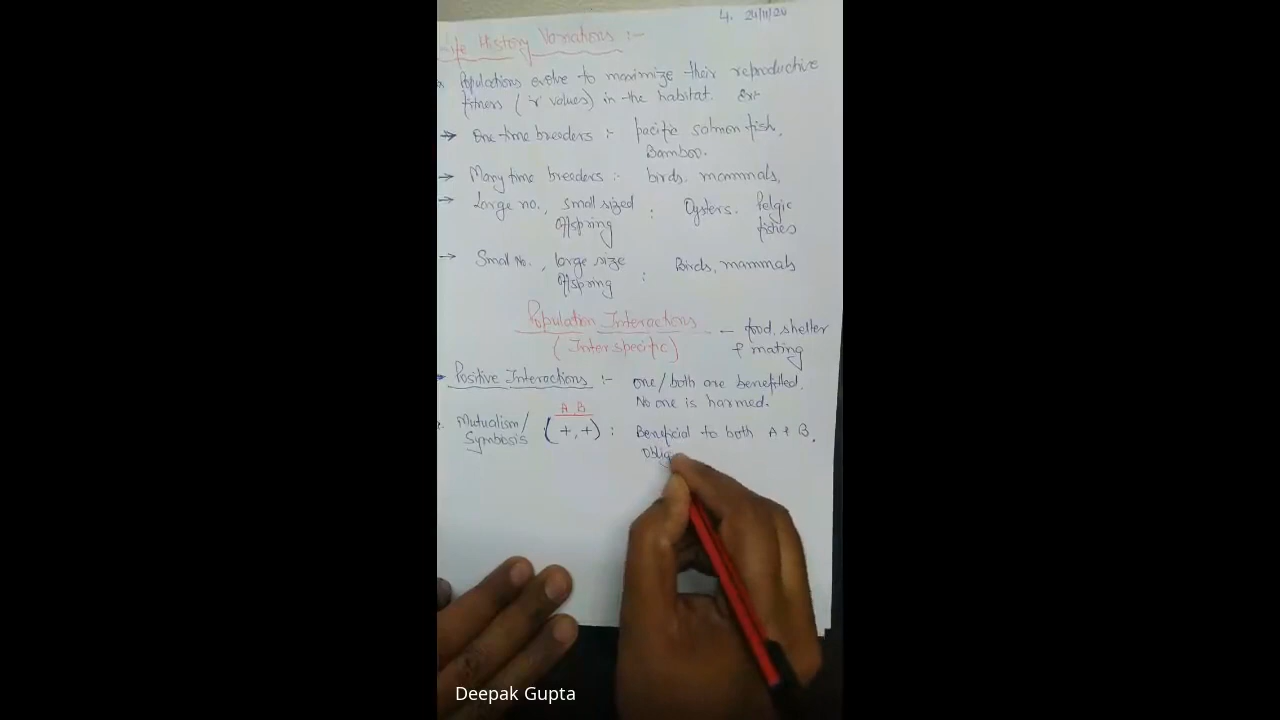 4. 24/11/20
Life History Variations :-
Populations evolve to maximize their reproductive
fitness ('r' values) in the habitat. Ex:-
→ One time breeders :- pacific salmon fish,
Bamboo.
→ Many time breeders :- birds, mammals,
→ Large no., small sized : Oysters. Pelgic
offspring fishes
→ Small No., large size : Birds, mammals
offspring
Population Interactions — food, shelter
(Interspecific) & mating
Positive Interactions :- one/both are benefitted.
No one is harmed.
A B
Mutualism/ (+,+) : Beneficial to both A & B.
Symbosis Oblig
Deepak Gupta